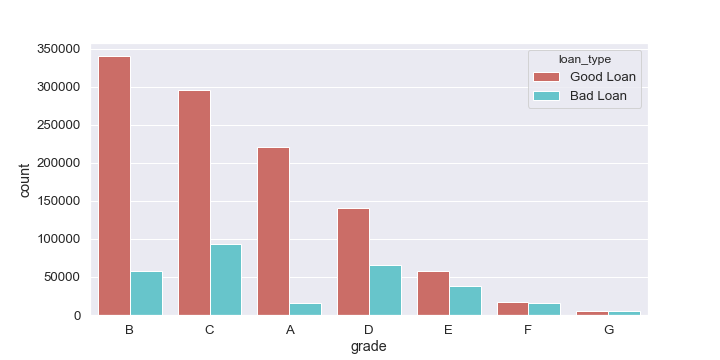 350000
300000
250000
200000
150000
100000
50000
0
count
B C A D E F G
grade
loan_type
Good Loan
Bad Loan